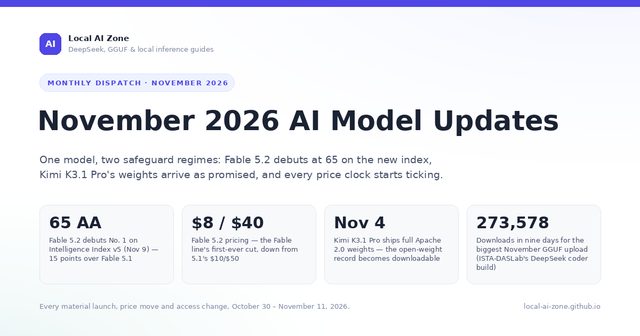 AI
Local AI Zone
DeepSeek, GGUF & local inference guides
MONTHLY DISPATCH · NOVEMBER 2026
November 2026 AI Model Updates
One model, two safeguard regimes: Fable 5.2 debuts at 65 on the new index,
Kimi K3.1 Pro's weights arrive as promised, and every price clock starts ticking.
65 AA
Fable 5.2 debuts No. 1 on
Intelligence Index v5 (Nov 9) —
15 points over Fable 5.1
$8 / $40
Fable 5.2 pricing — the Fable
line's first-ever cut, down from
5.1's $10/$50
Nov 4
Kimi K3.1 Pro ships full Apache
2.0 weights — the open-weight
record becomes downloadable
273,578
Downloads in nine days for the
biggest November GGUF upload
(ISTA-DASLab's DeepSeek coder
build)
Every material launch, price move and access change. October 30 – November 11, 2026.
local-ai-zone.github.io